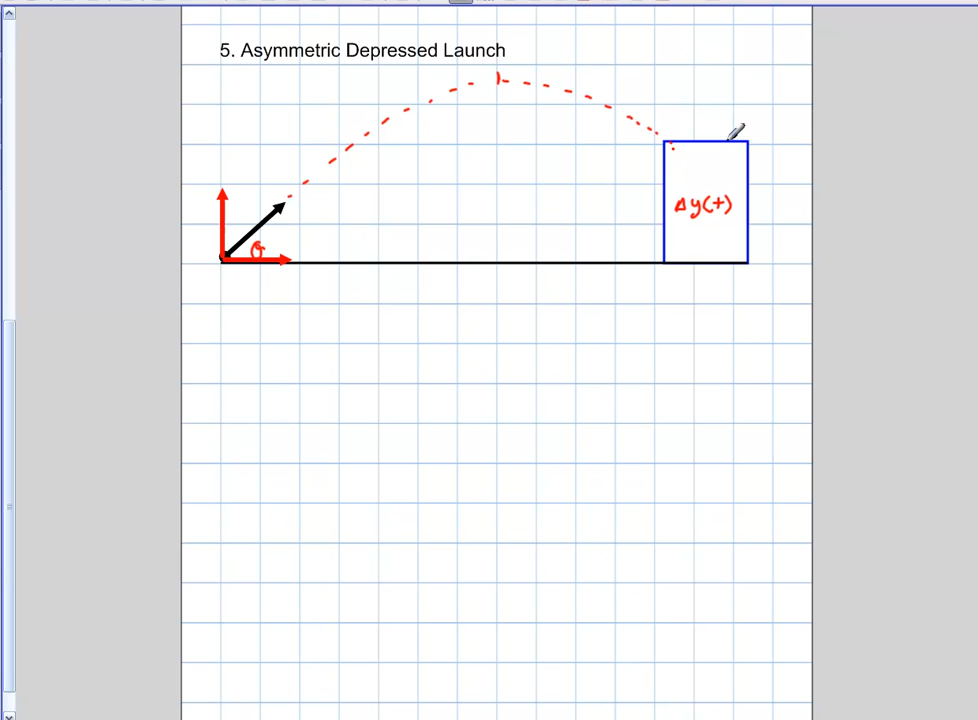 5. Asymmetric Depressed Launch
Δy(+)
θ